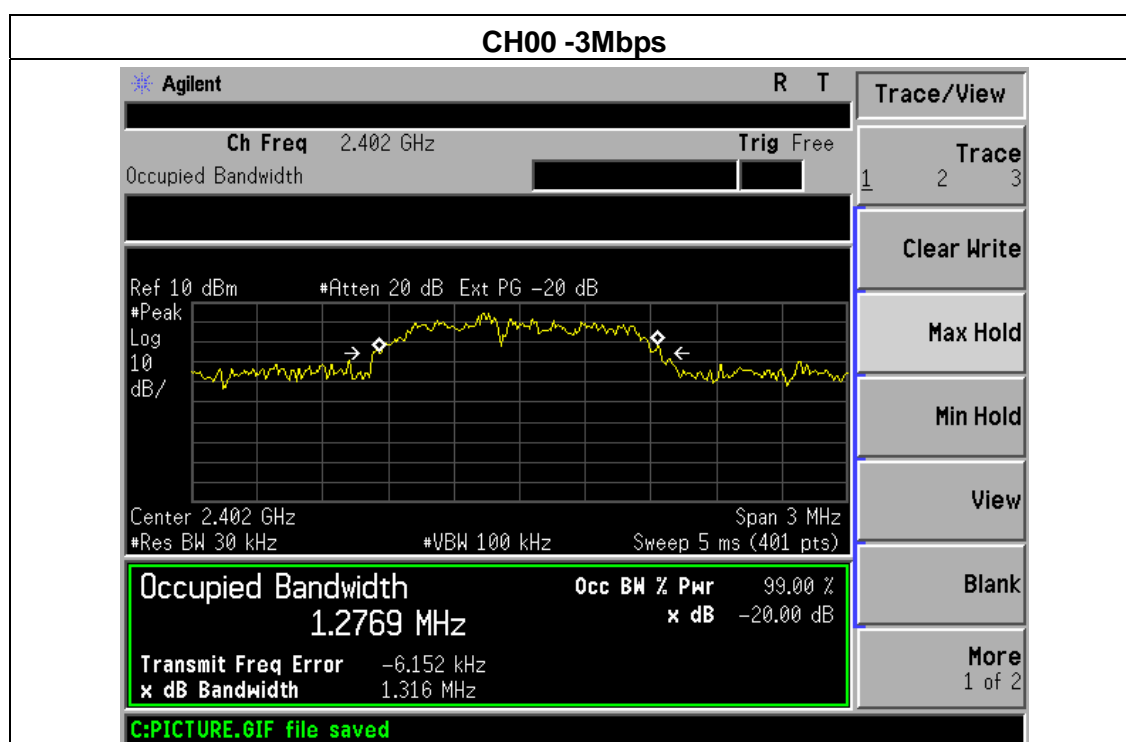 CH00 -3Mbps
Agilent R T
Trace/View
Ch Freq 2.402 GHz Trig Free
Occupied Bandwidth
Trace
1 2 3
Clear Write
Ref 10 dBm #Atten 20 dB Ext PG -20 dB
#Peak
Log
10
dB/
Max Hold
Min Hold
View
Center 2.402 GHz Span 3 MHz
#Res BW 30 kHz #VBW 100 kHz Sweep 5 ms (401 pts)
Occupied Bandwidth Occ BW % Pwr 99.00 %
1.2769 MHz x dB -20.00 dB
Blank
Transmit Freq Error -6.152 kHz
x dB Bandwidth 1.316 MHz
More
1 of 2
C:PICTURE.GIF file saved